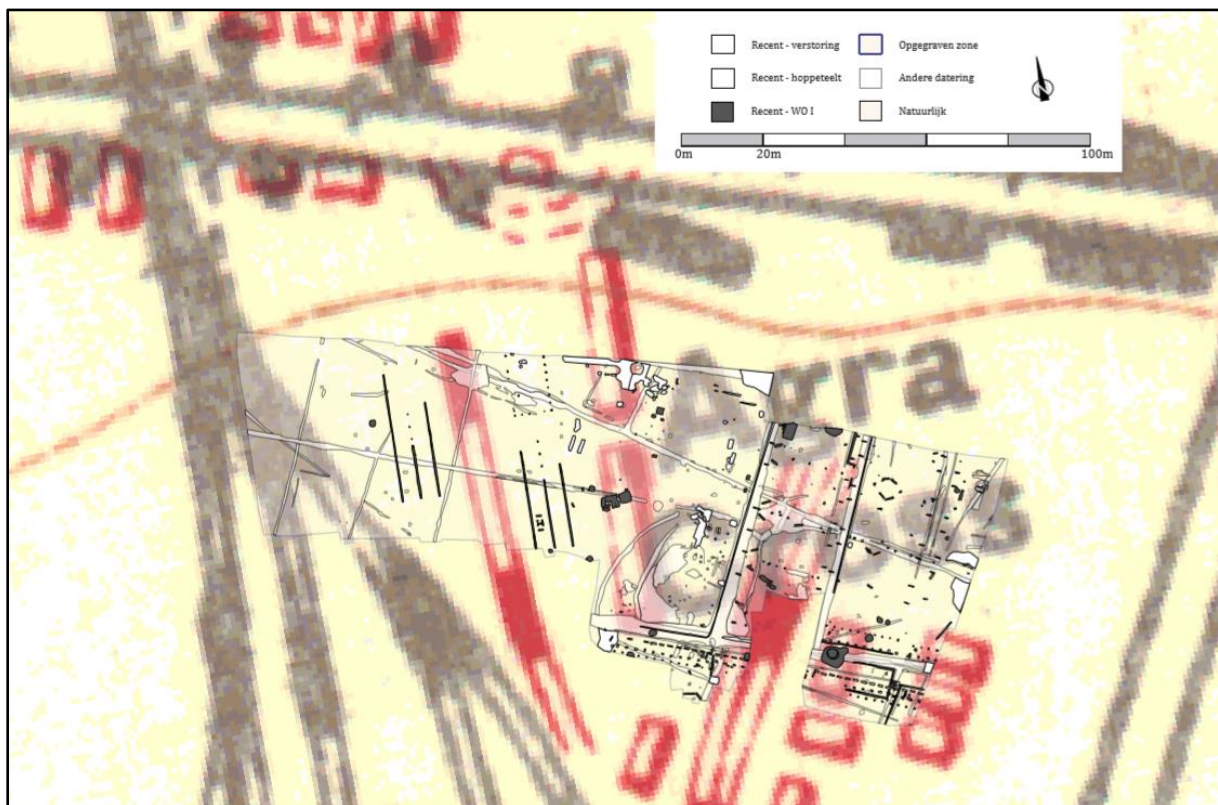 Recent - verstoring
Opgegraven zone
Recent - hoppeteelt
Andere datering
Recent - WO I
Natuurlijk
N
0m
20m
100m